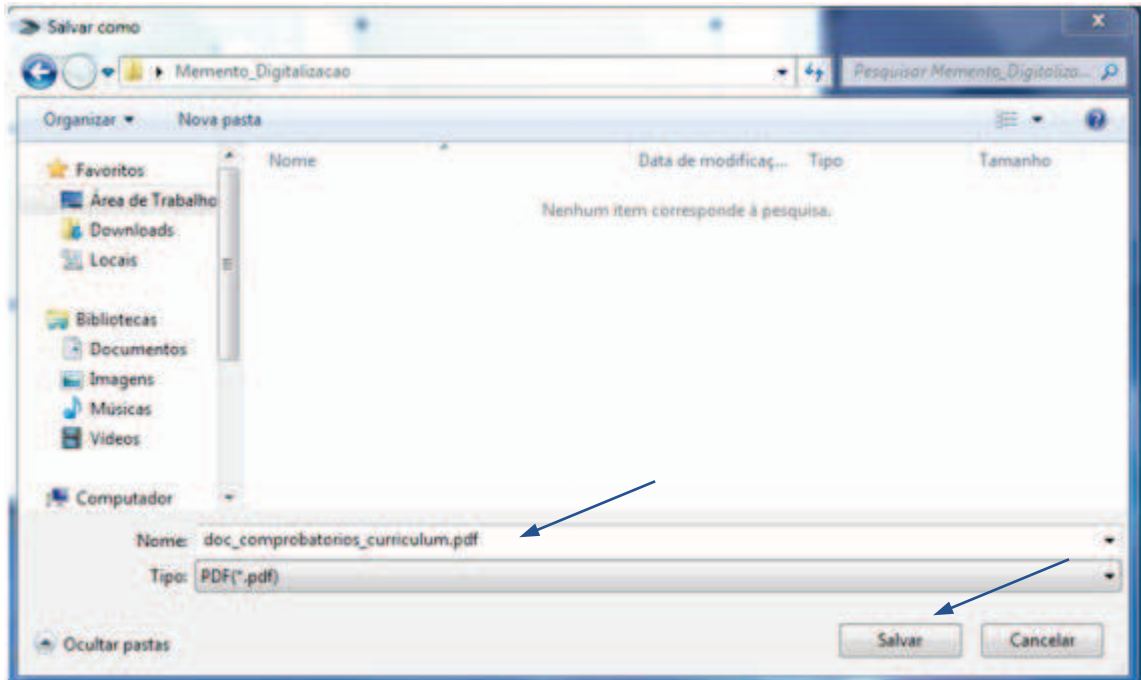 Salvar como
Memento_Digitalizacao
Pesquisar Memento_Digitaliza...
Organizar
Nova pasta
Nome
Data de modificaç...
Tipo
Tamanho
Nenhum item corresponde à pesquisa.
Favoritos
Área de Trabalho
Downloads
Locais
Bibliotecas
Documentos
Imagens
Músicas
Vídeos
Computador
Nome: doc_comprobatorios_curriculum.pdf
Tipo: PDF(*.pdf)
Ocultar pastas
Salvar
Cancelar